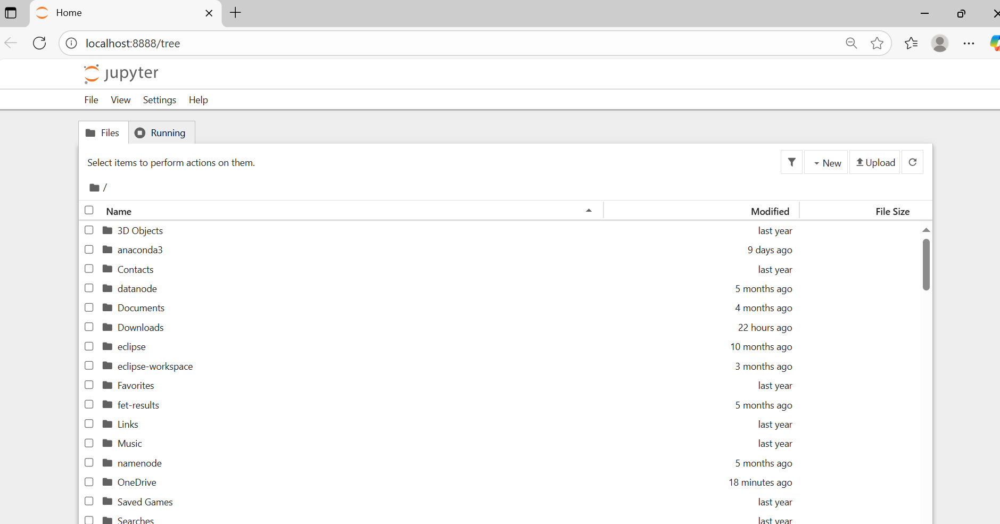 Home
localhost:8888/tree
jupyter
File View Settings Help
Files Running
Select items to perform actions on them.
New Upload
/
Name Modified File Size
3D Objects last year
anaconda3 9 days ago
Contacts last year
datanode 5 months ago
Documents 4 months ago
Downloads 22 hours ago
eclipse 10 months ago
eclipse-workspace 3 months ago
Favorites last year
fet-results 5 months ago
Links last year
Music last year
namenode 5 months ago
OneDrive 18 minutes ago
Saved Games last year
Searches last year